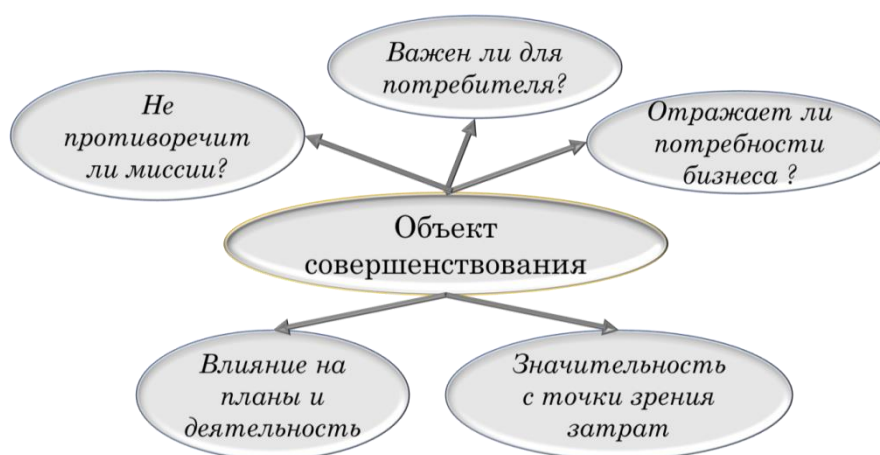 Важен ли для
потребителя?
Не
противоречит
ли миссии?
Отражает ли
потребности
бизнеса ?
Объект
совершенствования
Влияние на
планы и
деятельность
Значительность
с точки зрения
затрат